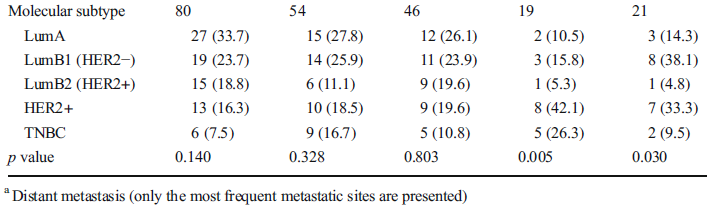 Molecular subtype 80 54 46 19 21
LumA 27 (33.7) 15 (27.8) 12 (26.1) 2 (10.5) 3 (14.3)
LumB1 (HER2−) 19 (23.7) 14 (25.9) 11 (23.9) 3 (15.8) 8 (38.1)
LumB2 (HER2+) 15 (18.8) 6 (11.1) 9 (19.6) 1 (5.3) 1 (4.8)
HER2+ 13 (16.3) 10 (18.5) 9 (19.6) 8 (42.1) 7 (33.3)
TNBC 6 (7.5) 9 (16.7) 5 (10.8) 5 (26.3) 2 (9.5)
p value 0.140 0.328 0.803 0.005 0.030
a Distant metastasis (only the most frequent metastatic sites are presented)